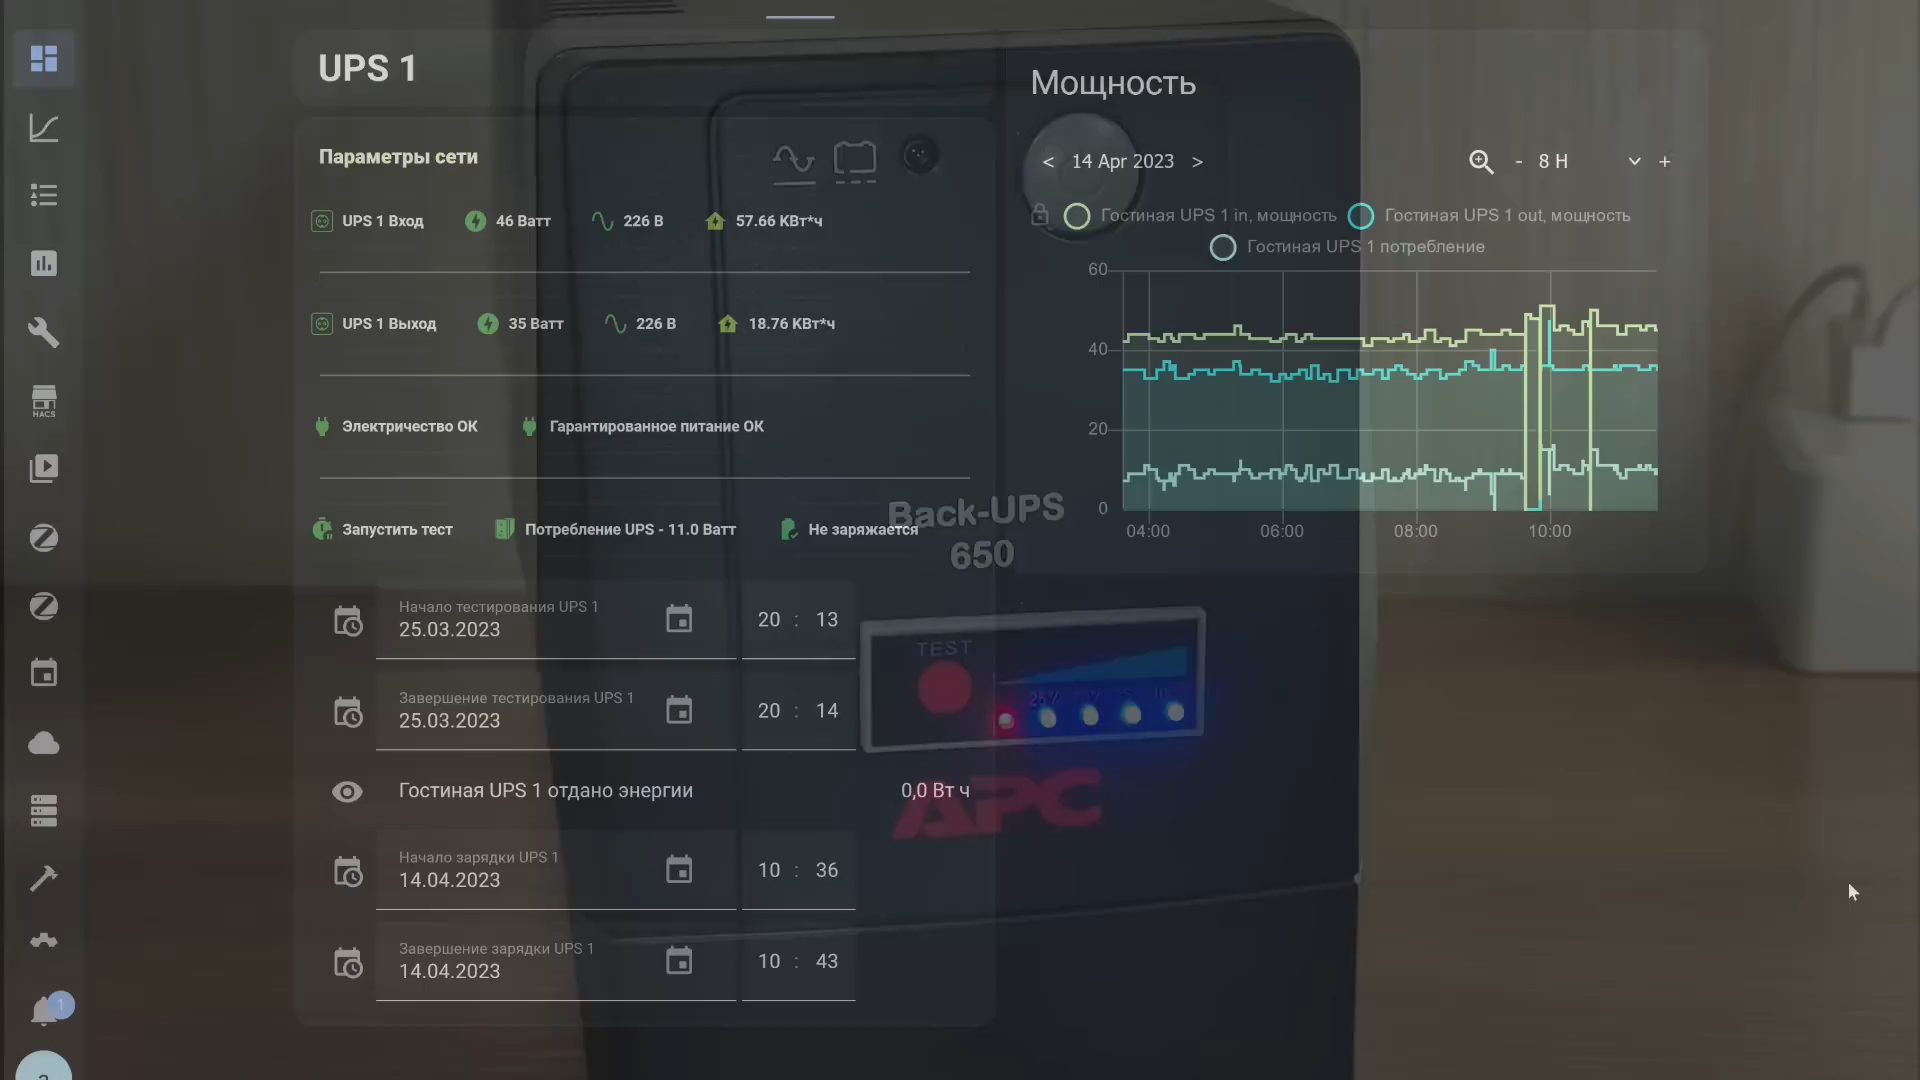 UPS 1
Параметры сети
UPS 1 Вход 46 Ватт 226 В 57.66 КВт*ч
UPS 1 Выход 35 Ватт 226 В 18.76 КВт*ч
Электричество ОК Гарантированное питание ОК
Запустить тест Потребление UPS - 11.0 Ватт Не заряжается
Начало тестирования UPS 1
25.03.2023 20 : 13
Завершение тестирования UPS 1
25.03.2023 20 : 14
Гостиная UPS 1 отдано энергии 0,0 Вт ч
Начало зарядки UPS 1
14.04.2023 10 : 36
Завершение зарядки UPS 1
14.04.2023 10 : 43
Мощность
< 14 Apr 2023 > - 8 H +
Гостиная UPS 1 in, мощность Гостиная UPS 1 out, мощность
Гостиная UPS 1 потребление
60
40
20
0
04:00 06:00 08:00 10:00
Back-UPS
650
TEST
APC
HACS
1